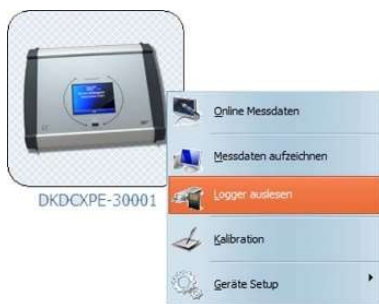 Online Messdaten
Messdaten aufzeichnen
Logger auslesen
DKDCXPE-30001
Kalibration
Geräte Setup